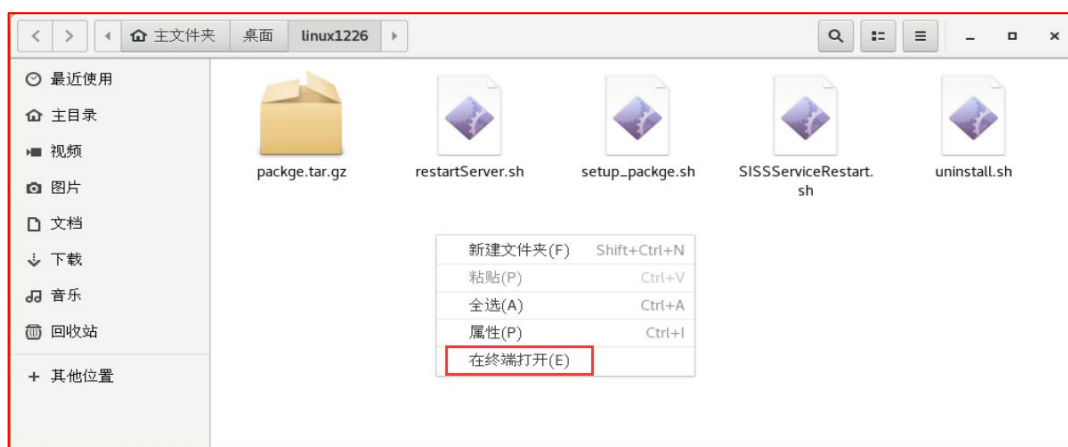 主文件夹 桌面 linux1226
最近使用
主目录
视频
图片
文档
下载
音乐
回收站
+ 其他位置
packge.tar.gz
restartServer.sh
setup_packge.sh
SISSServiceRestart.
sh
uninstall.sh
新建文件夹(F) Shift+Ctrl+N
粘贴(P) Ctrl+V
全选(A) Ctrl+A
属性(P) Ctrl+I
在终端打开(E)